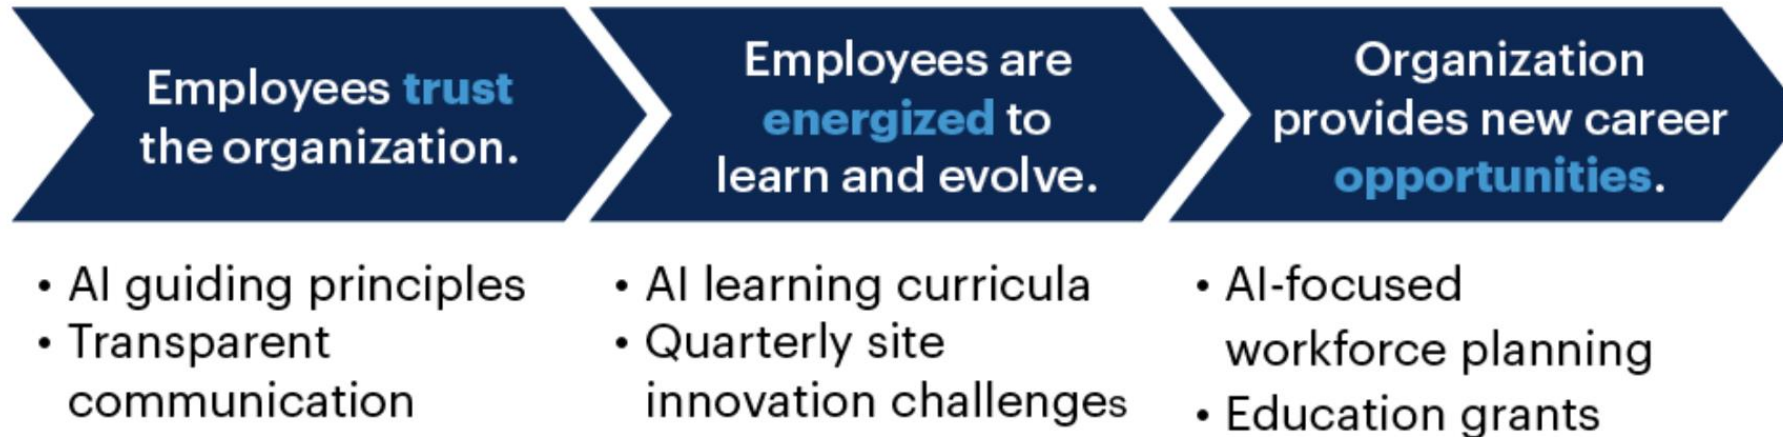 Employees trust
the organization.
Employees are
energized to
learn and evolve.
Organization
provides new career
opportunities.
• AI guiding principles
• Transparent
communication
• AI learning curricula
• Quarterly site
innovation challenges
• AI-focused
workforce planning
• Education grants